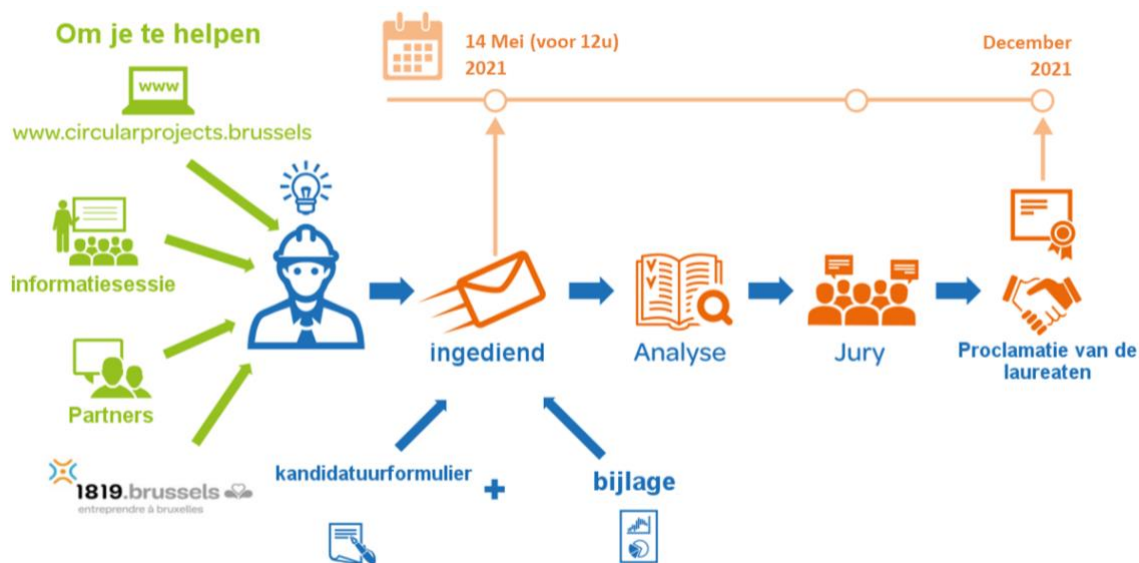 Om je te helpen
www
www.circularprojects.brussels
informatiesessie
Partners
1819.brussels
entreprendre à bruxelles
14 Mei (voor 12u)
2021
December
2021
ingediend
Analyse
Jury
Proclamatie van de
laureaten
kandidatuurformulier
+
bijlage